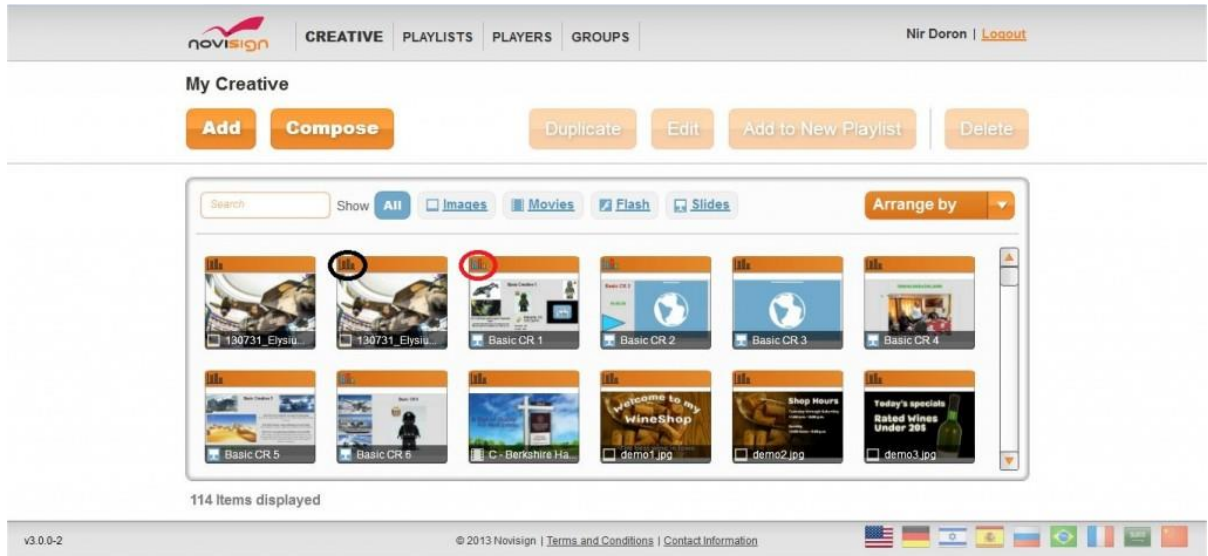 novisign
CREATIVE PLAYLISTS PLAYERS GROUPS
Nir Doron | Logout
My Creative
Add Compose Duplicate Edit Add to New Playlist Delete
Search Show All Images Movies Flash Slides Arrange by
130731_Elysiu... 130731_Elysiu... Basic CR 1 Basic CR 2 Basic CR 3 Basic CR 4
Welcome to my
WineShop
Shop Hours
Today's specials
Rated Wines
Under 20$
Basic CR 5 Basic CR 6 C - Berkshire Ha... demo1.jpg demo2.jpg demo3.jpg
114 Items displayed
v3.0.0-2 © 2013 Novisign | Terms and Conditions | Contact Information